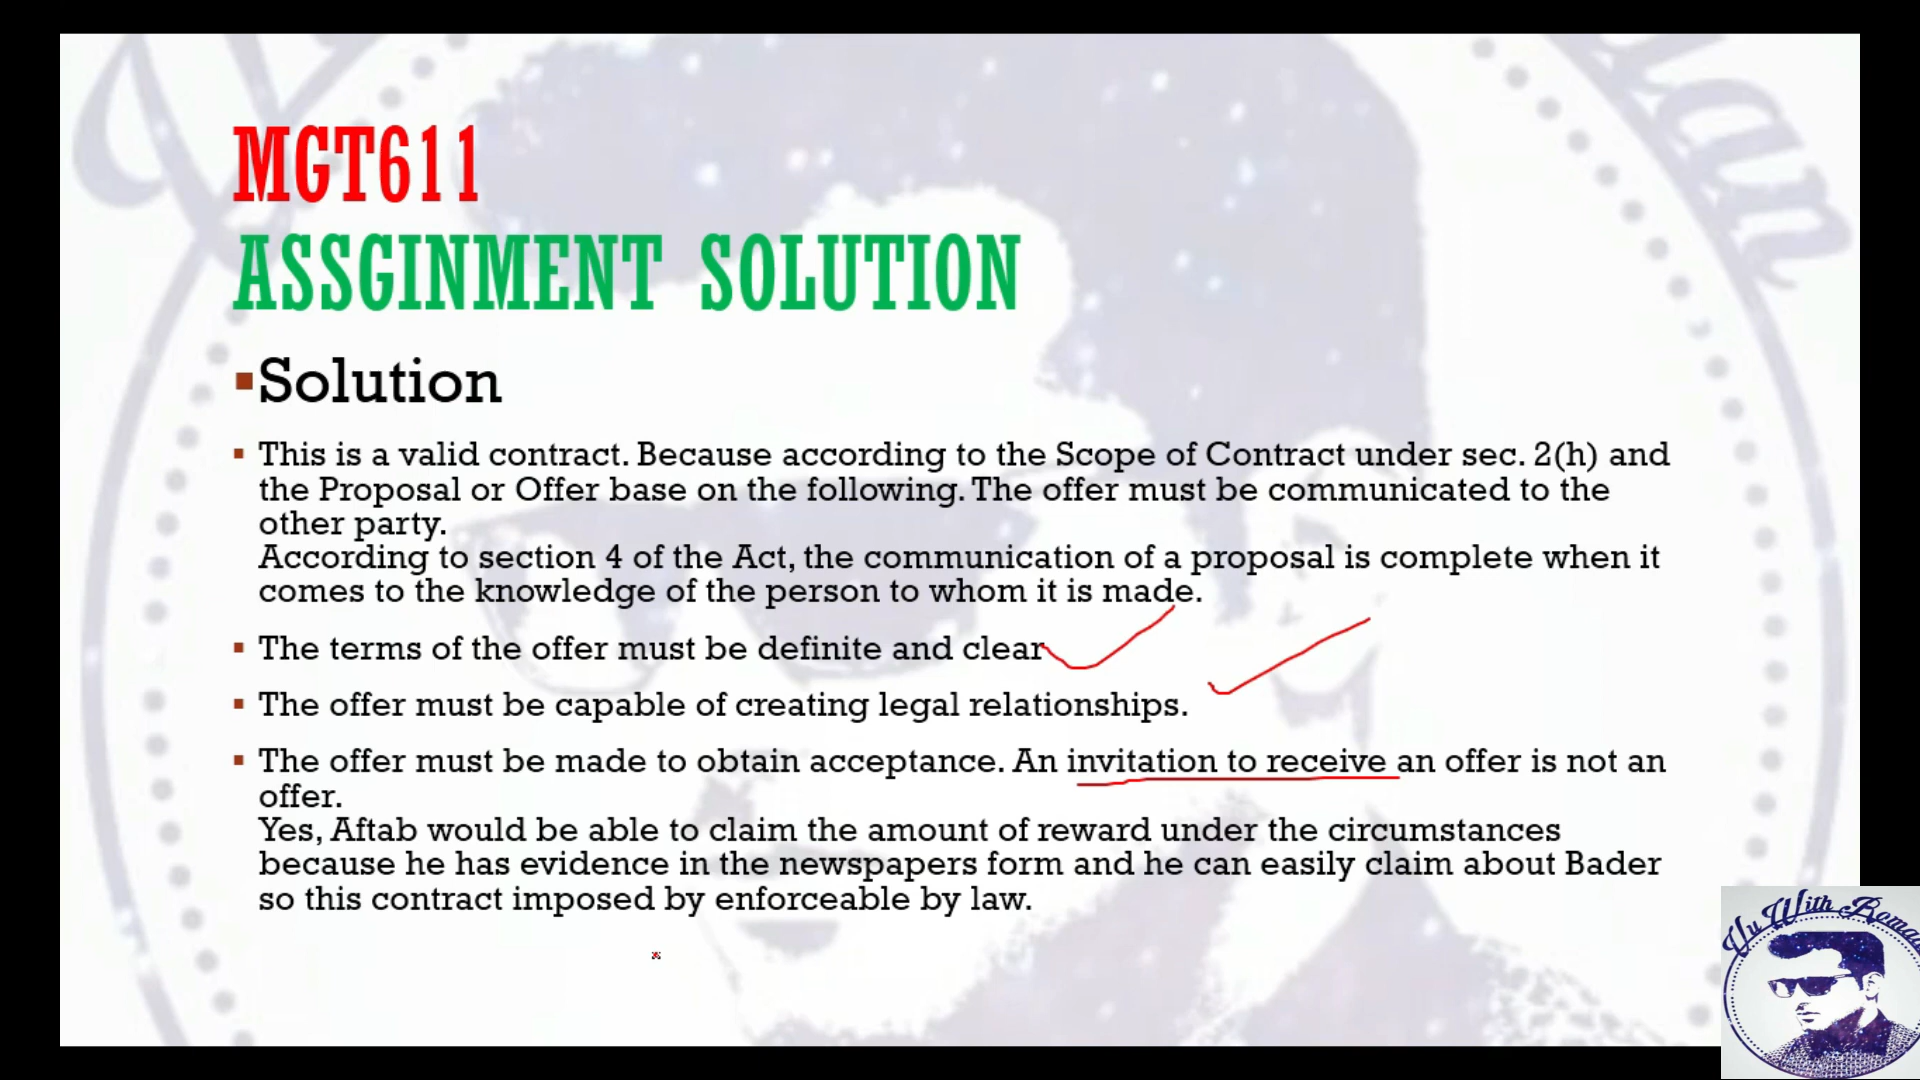 MGT611
ASSGINMENT SOLUTION
Solution
This is a valid contract. Because according to the Scope of Contract under sec. 2(h) and
the Proposal or Offer base on the following. The offer must be communicated to the
other party.
According to section 4 of the Act, the communication of a proposal is complete when it
comes to the knowledge of the person to whom it is made.
The terms of the offer must be definite and clear
The offer must be capable of creating legal relationships.
The offer must be made to obtain acceptance. An invitation to receive an offer is not an
offer.
Yes, Aftab would be able to claim the amount of reward under the circumstances
because he has evidence in the newspapers form and he can easily claim about Bader
so this contract imposed by enforceable by law.
Vu With Roma